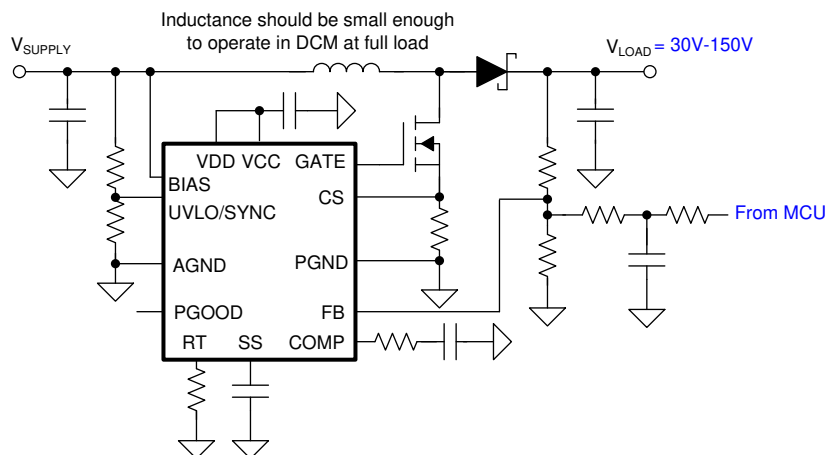 Inductance should be small enough
to operate in DCM at full load
VSUPPLY
VLOAD = 30V-150V
VDD VCC GATE
BIAS
CS
UVLO/SYNC
From MCU
AGND
PGND
PGOOD
FB
RT SS COMP